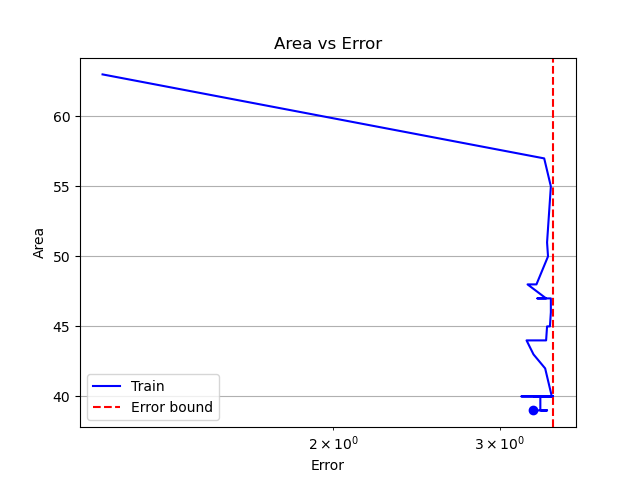 Area vs Error
Area
60
55
50
45
40
Train
Error bound
2 × 10⁰
3 × 10⁰
Error